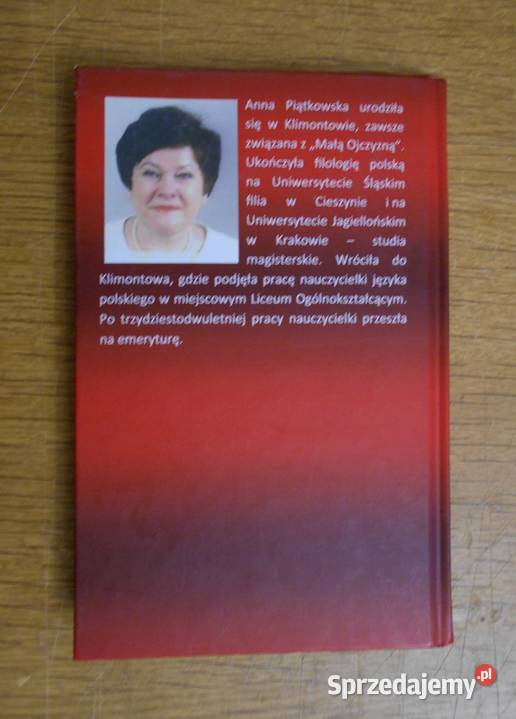 Anna Piątkowska urodziła
się w Klimontowie, zawsze
związana z „Małą Ojczyzną".
Ukończyła filologię polską
na Uniwersytecie Śląskim
filia w Cieszynie i na
Uniwersytecie Jagiellońskim
w Krakowie – studia
magisterskie. Wróciła do
Klimontowa, gdzie podjęła pracę nauczycielki języka
polskiego w miejscowym Liceum Ogólnokształcącym.
Po trzydziestodwuletniej pracy nauczycielki przeszła
na emeryturę.
Sprzedajemy.pl